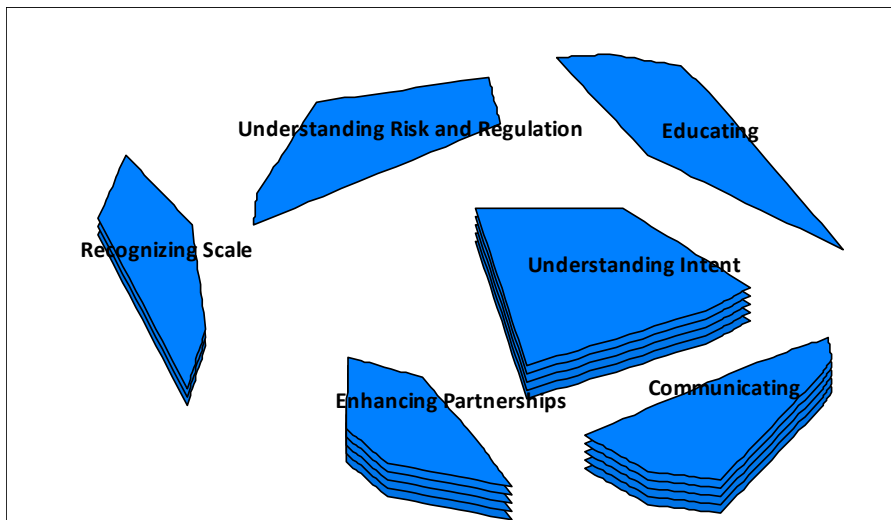 Understanding Risk and Regulation
Educating
Recognizing Scale
Understanding Intent
Enhancing Partnerships
Communicating